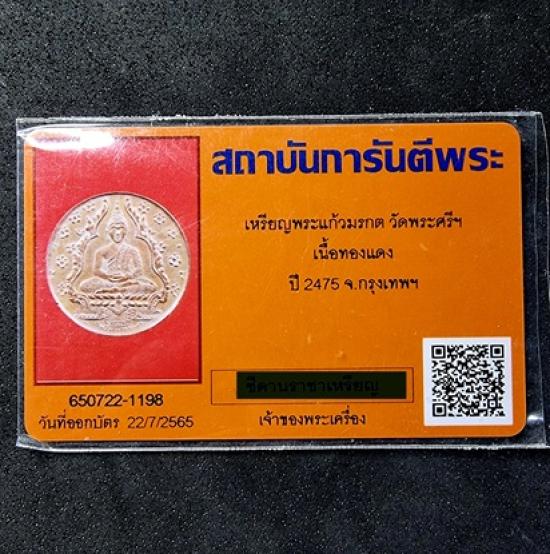 สถาบันการันตีพระ
เหรียญพระแก้วมรกต วัดพระศรีฯ
เนื้อทองแดง
ปี 2475 จ.กรุงเทพฯ
ซีดานราชาเหรียญ
เจ้าของพระเครื่อง
650722-1198
วันที่ออกบัตร 22/7/2565